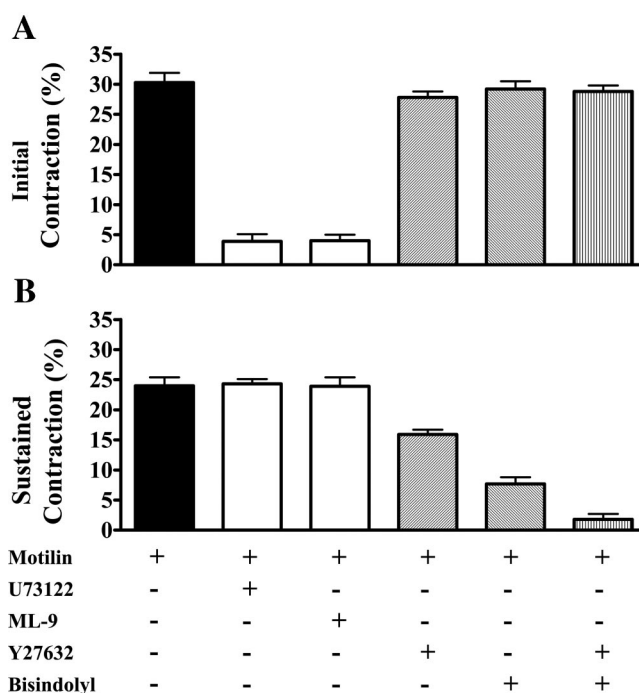 A
Initial
Contraction (%)
35
30
25
20
15
10
5
0
B
Sustained
Contraction (%)
35
30
25
20
15
10
5
0
Motilin + + + + + +
U73122 - + - - - -
ML-9 - - + - - -
Y27632 - - - + - +
Bisindolyl - - - - + +